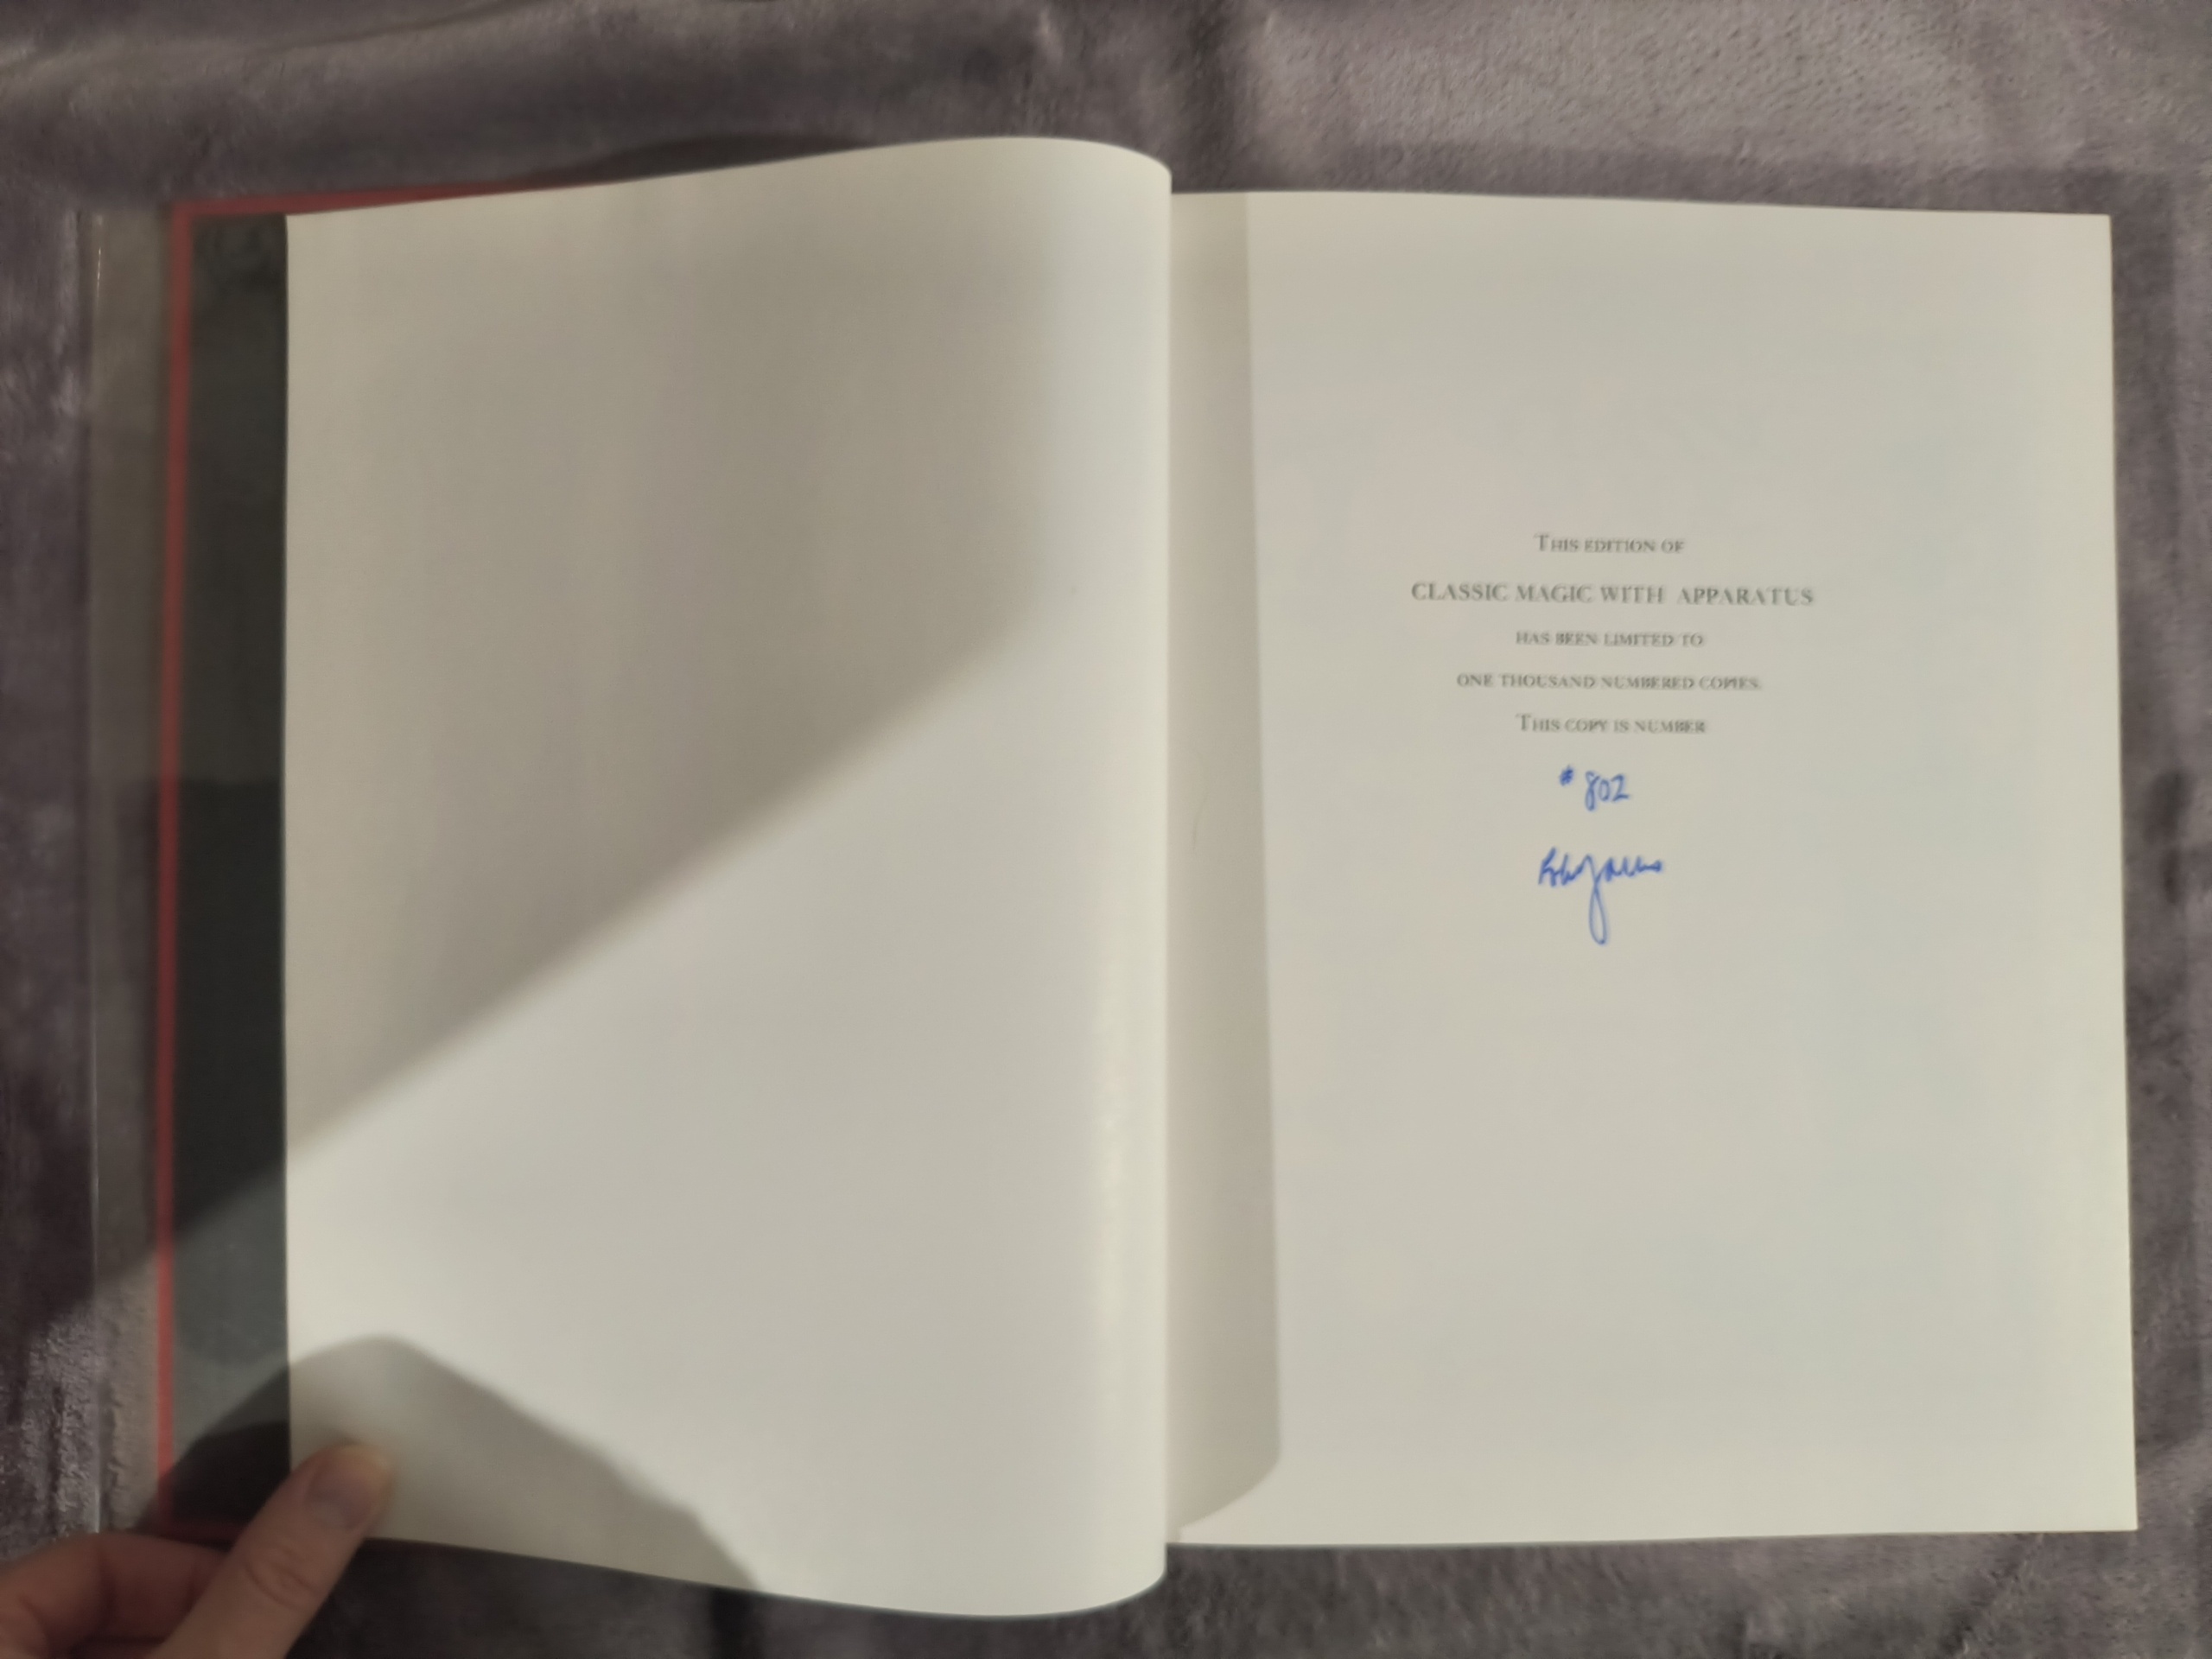 THIS EDITION OF
CLASSIC MAGIC WITH APPARATUS
HAS BEEN LIMITED TO
ONE THOUSAND NUMBERED COPIES.
THIS COPY IS NUMBER
# 802